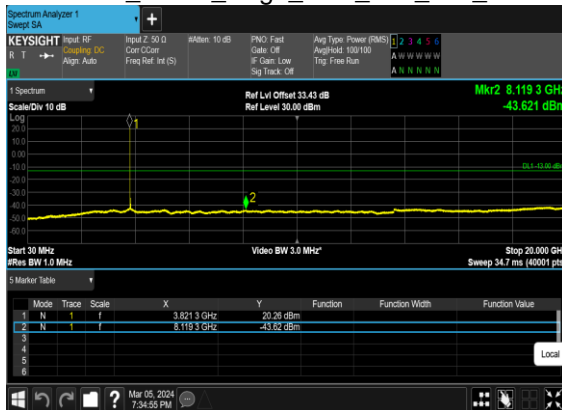 Spectrum Analyzer 1
Swept SA
+
KEYSIGHT Input: RF Input Z: 50 Ω #Atten: 10 dB PNO: Fast Avg Type: Power (RMS) 1 2 3 4 5 6
R T Coupling: DC Corr CCorr Gate: Off Avg|Hold: 100/100 A W W W W W
Align: Auto Freq Ref: Int (S) IF Gain: Low Trig: Free Run
Sig Track: Off A N N N N N
1 Spectrum Ref Lvl Offset 33.43 dB Mkr2 8.119 3 GHz
Scale/Div 10 dB Ref Level 30.00 dBm -43.621 dBm
Log
20.0
10.0
0.00
-10.0
DL1 -13.00 dBm
-20.0
-30.0
-40.0
-50.0
-60.0
1
2
Start 30 MHz Video BW 3.0 MHz* Stop 20.000 GHz
#Res BW 1.0 MHz Sweep 34.7 ms (40001 pts)
5 Marker Table
Mode Trace Scale X Y Function Function Width Function Value
1 N 1 f 3.821 3 GHz 20.26 dBm
2 N 1 f 8.119 3 GHz -43.62 dBm
3
4
5
6
Local
? Mar 05, 2024
7:34:55 PM